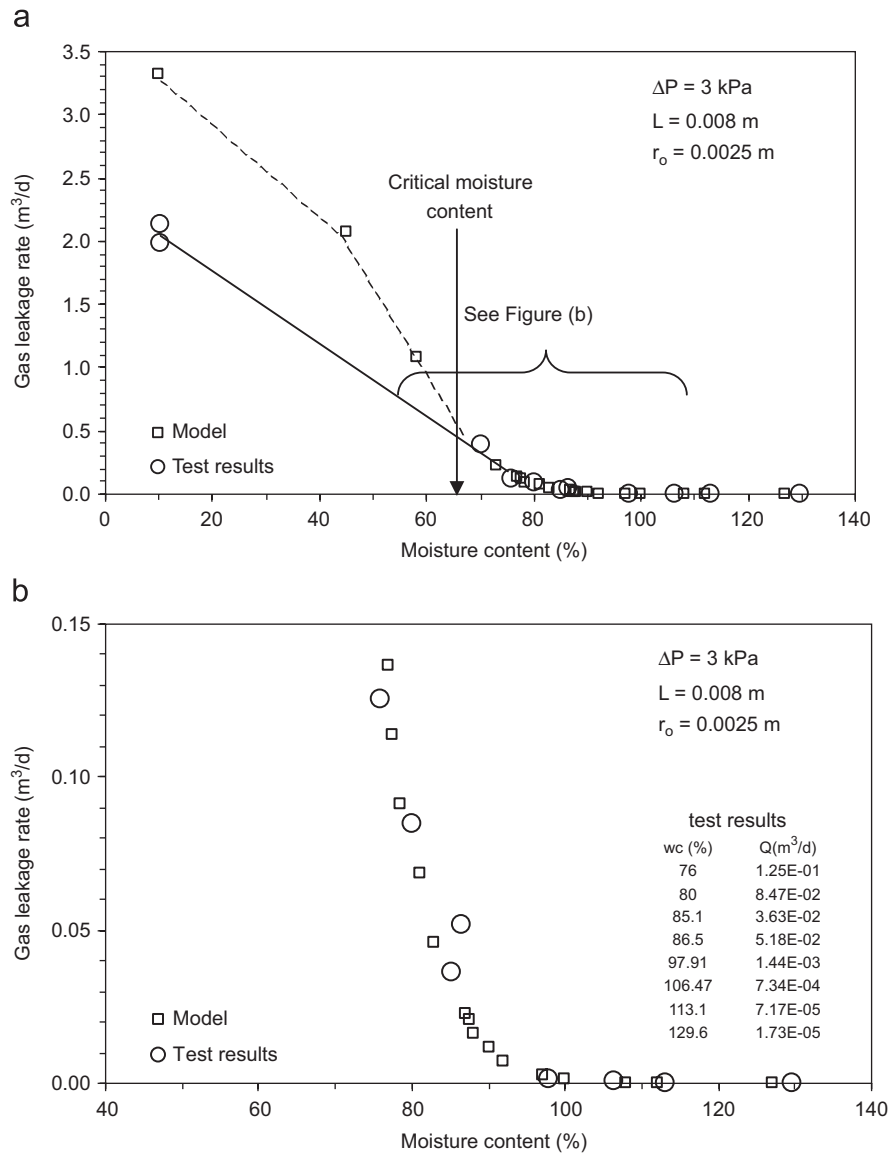 a
3.5
3.0
2.5
2.0
1.5
1.0
0.5
0.0
Gas leakage rate (m³/d)
ΔP = 3 kPa
L = 0.008 m
rₒ = 0.0025 m
Critical moisture
content
See Figure (b)
Model
Test results
0 20 40 60 80 100 120 140
Moisture content (%)
b
0.15
0.10
0.05
0.00
Gas leakage rate (m³/d)
ΔP = 3 kPa
L = 0.008 m
rₒ = 0.0025 m
test results
wc (%) Q(m³/d)
76 1.25E-01
80 8.47E-02
85.1 3.63E-02
86.5 5.18E-02
97.91 1.44E-03
106.47 7.34E-04
113.1 7.17E-05
129.6 1.73E-05
Model
Test results
40 60 80 100 120 140
Moisture content (%)